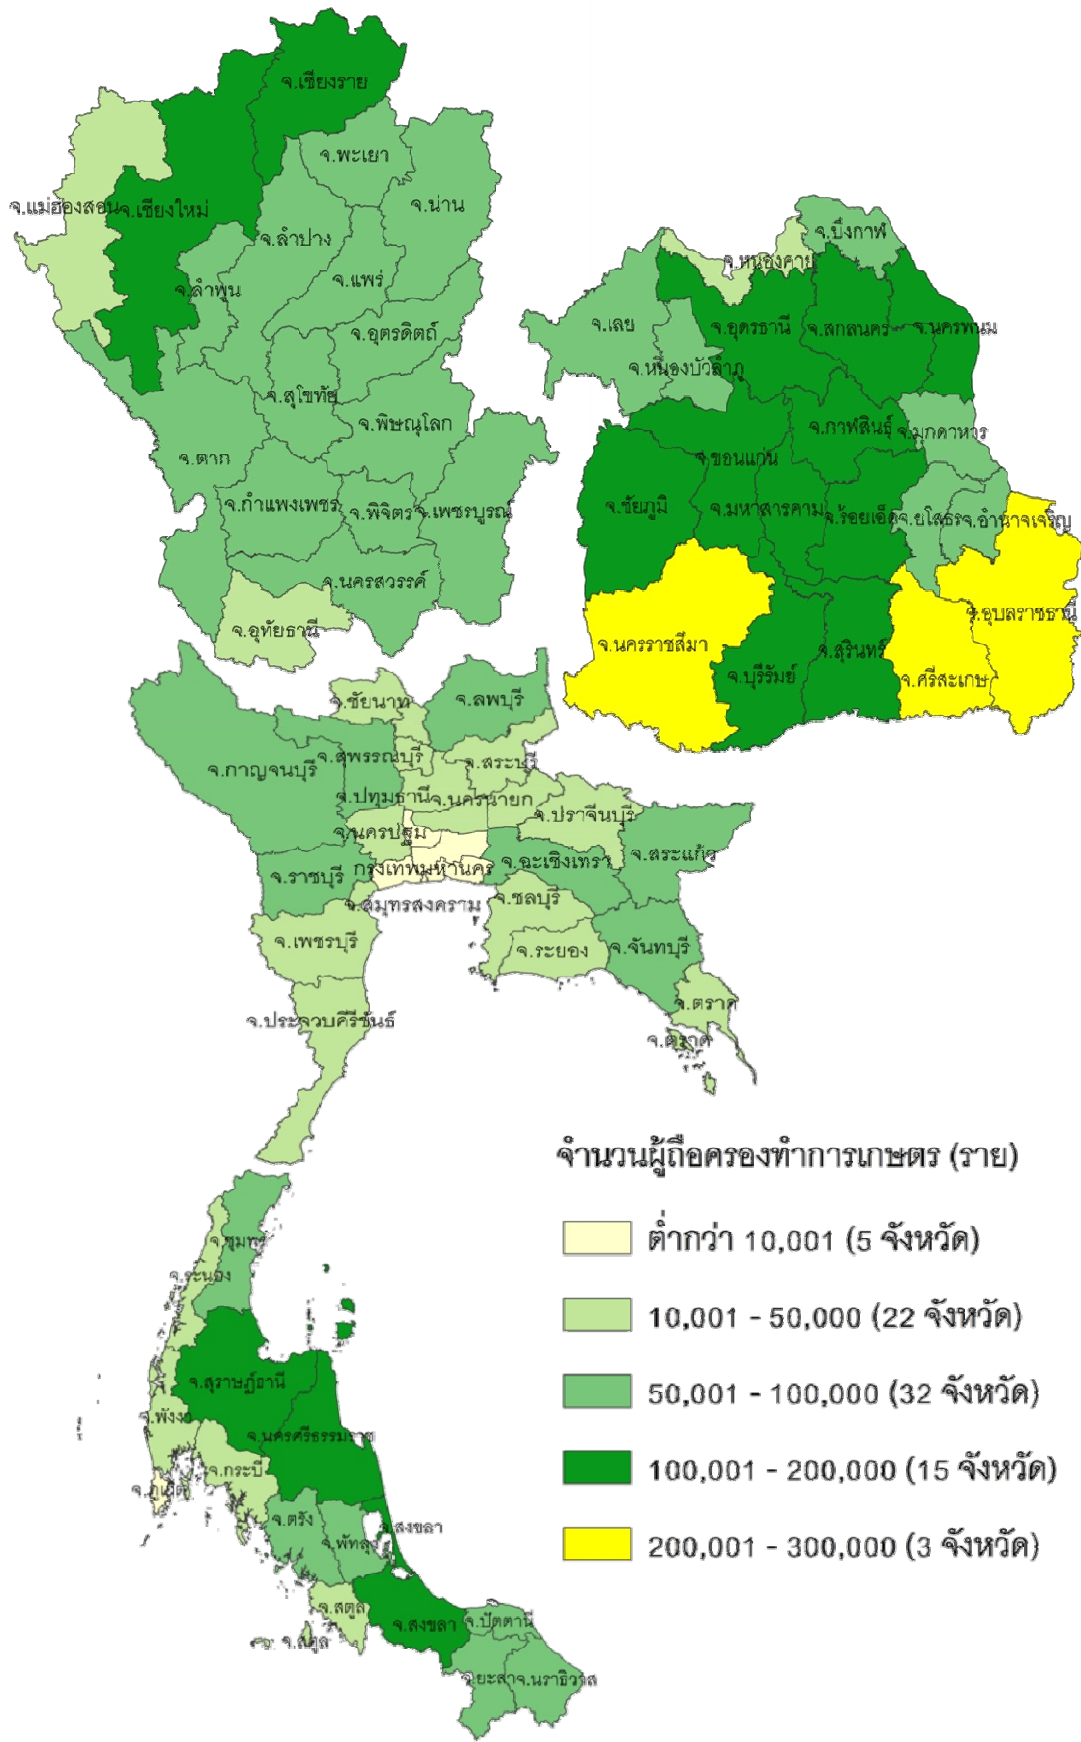 จ.เชียงราย
จ.พะเยา
จ.น่าน
จ.แม่ฮ่องสอน
จ.เชียงใหม่
จ.ลำปาง
จ.แพร่
จ.ลำพูน
จ.อุตรดิตถ์
จ.สุโขทัย
จ.พิษณุโลก
จ.ตาก
จ.กำแพงเพชร
จ.พิจิตร
จ.เพชรบูรณ์
จ.นครสวรรค์
จ.อุทัยธานี
จ.บึงกาฬ
จ.หนองคาย
จ.เลย
จ.อุดรธานี
จ.สกลนคร
จ.นครพนม
จ.หนองบัวลำภู
จ.กาฬสินธุ์
จ.มุกดาหาร
จ.ขอนแก่น
จ.ชัยภูมิ
จ.มหาสารคาม
จ.ร้อยเอ็ด
จ.ยโสธร
จ.อำนาจเจริญ
จ.อุบลราชธานี
จ.นครราชสีมา
จ.บุรีรัมย์
จ.สุรินทร์
จ.ศรีสะเกษ
จ.ชัยนาท
จ.ลพบุรี
จ.กาญจนบุรี
จ.สุพรรณบุรี
จ.สระบุรี
จ.ปทุมธานี
จ.นครนายก
จ.ปราจีนบุรี
จ.นครปฐม
กรุงเทพมหานคร
จ.ฉะเชิงเทรา
จ.สระแก้ว
จ.ราชบุรี
จ.สมุทรสงคราม
จ.ชลบุรี
จ.เพชรบุรี
จ.ระยอง
จ.จันทบุรี
จ.ตราด
จ.ตราด
จ.ประจวบคีรีขันธ์
จำนวนผู้ถือครองทำการเกษตร (ราย)
ต่ำกว่า 10,001 (5 จังหวัด)
10,001 - 50,000 (22 จังหวัด)
50,001 - 100,000 (32 จังหวัด)
100,001 - 200,000 (15 จังหวัด)
200,001 - 300,000 (3 จังหวัด)
จ.ชุมพร
จ.ระนอง
จ.สุราษฎ์ธานี
จ.พังงา
จ.นครศรีธรรมราช
จ.กระบี่
จ.ภูเก็ต
จ.ตรัง
จ.พัทลุง
จ.สงขลา
จ.สตูล
จ.สตูล
จ.สงขลา
จ.ปัตตานี
จ.ยะลา
จ.นราธิวาส